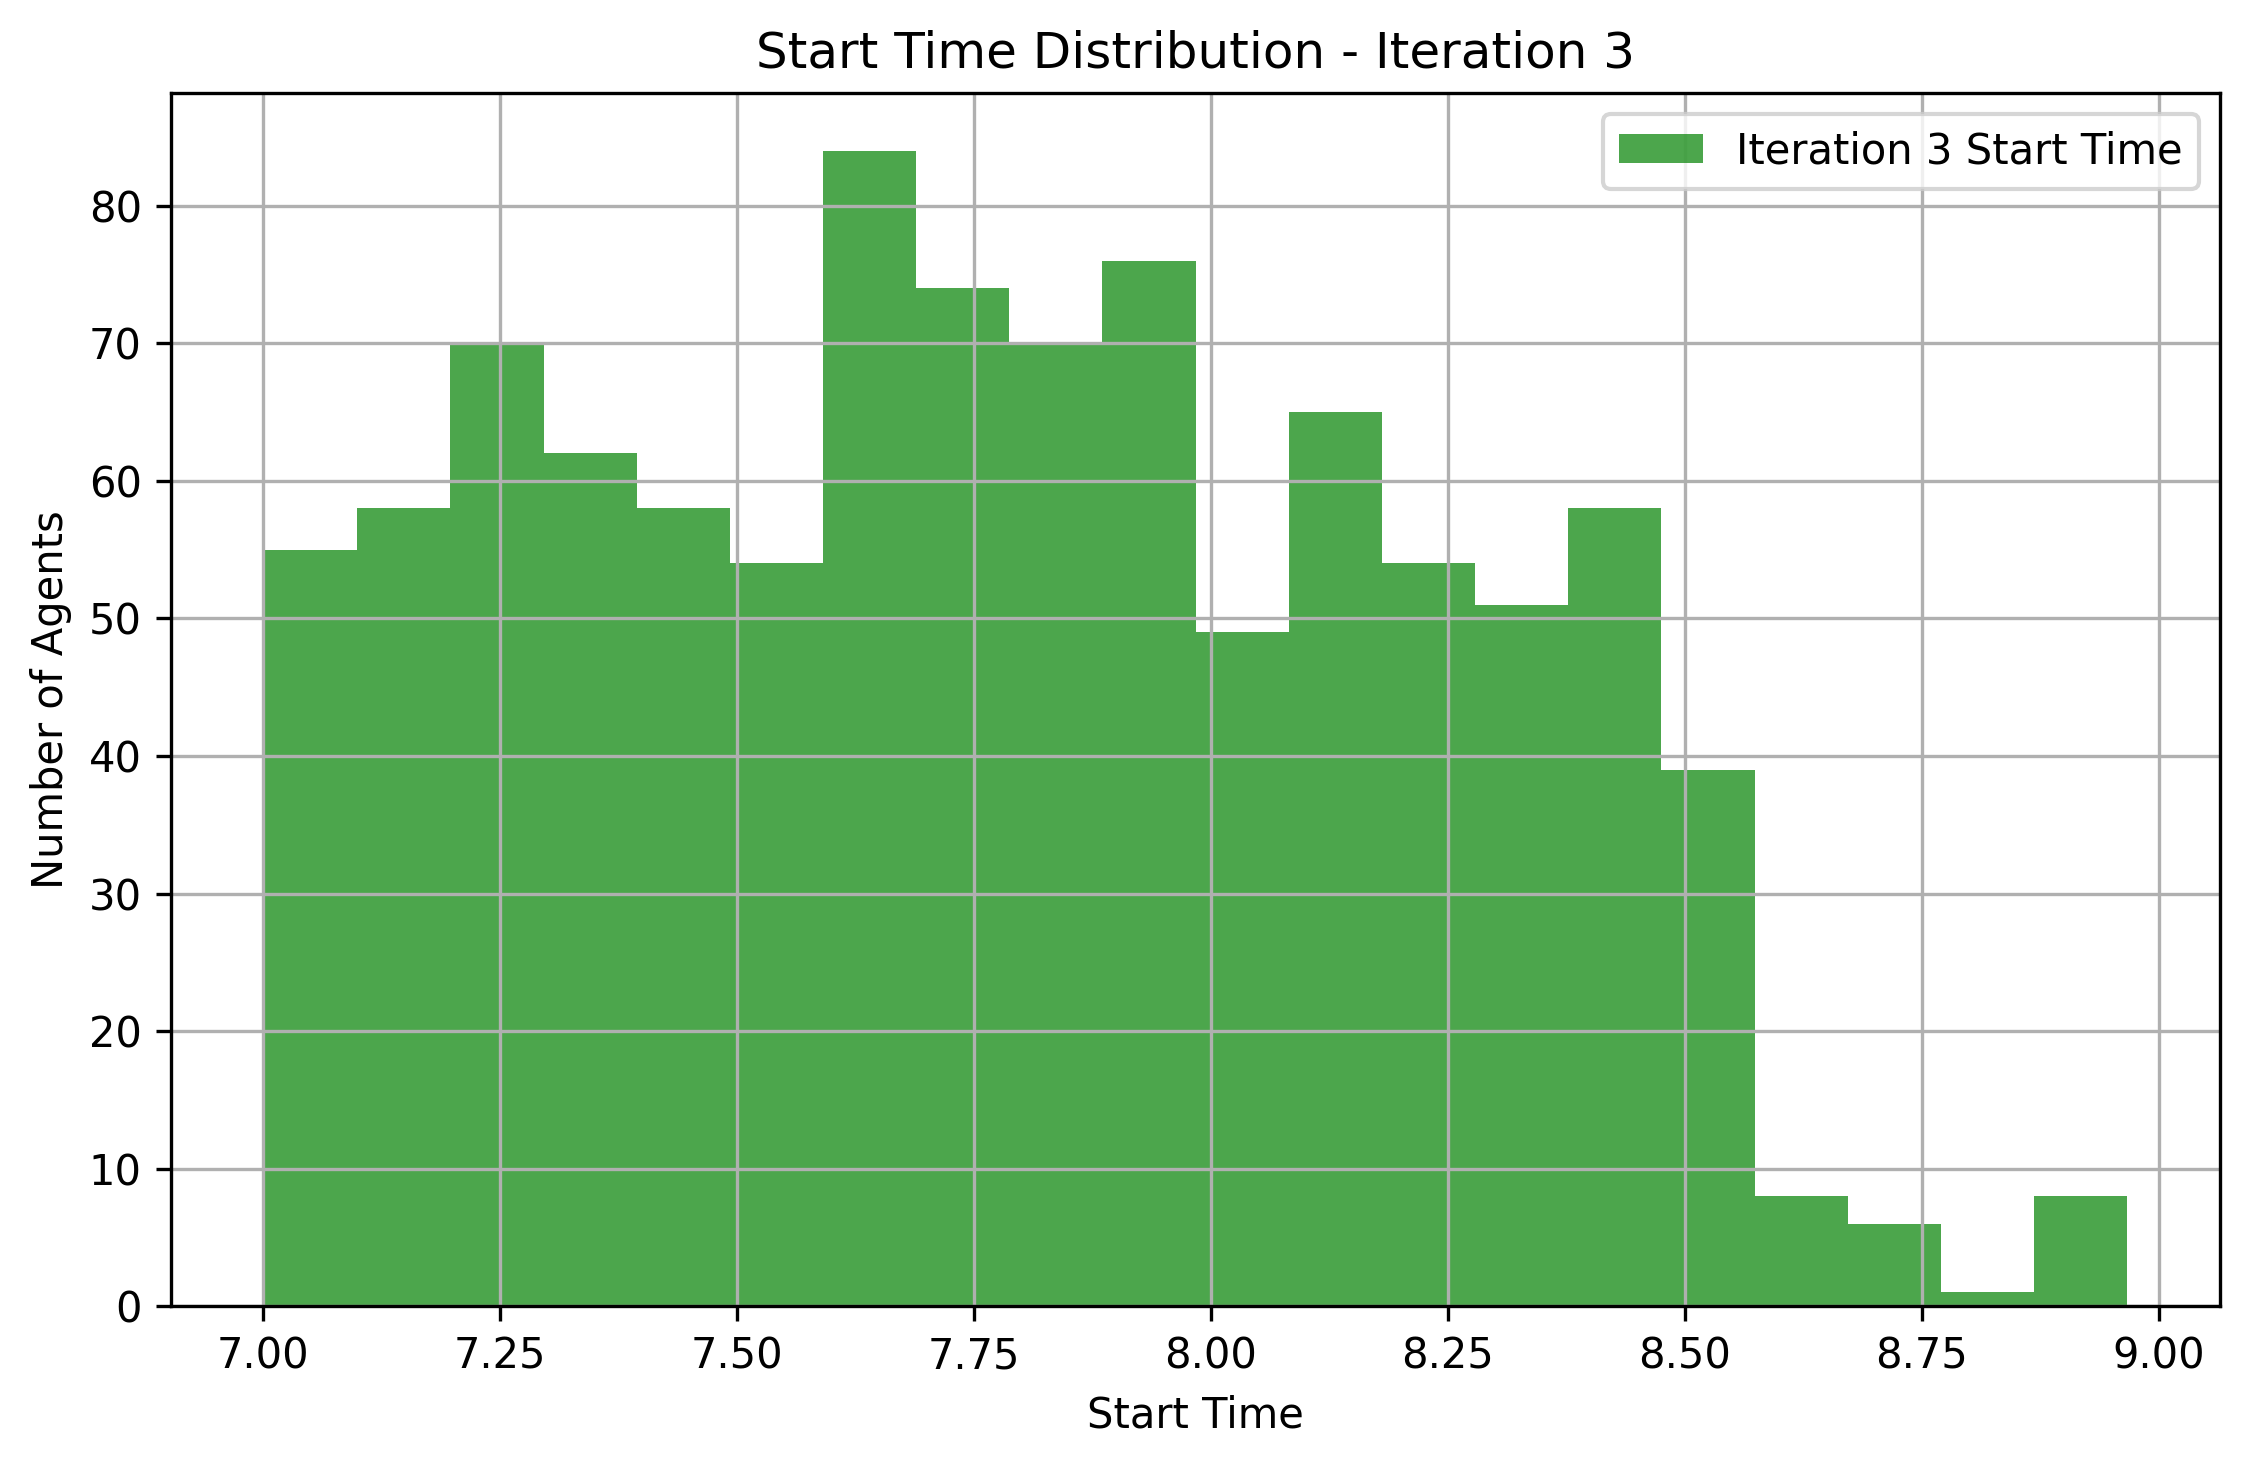 Start Time Distribution - Iteration 3
Iteration 3 Start Time
Number of Agents
80
70
60
50
40
30
20
10
0
7.00 7.25 7.50 7.75 8.00 8.25 8.50 8.75 9.00
Start Time